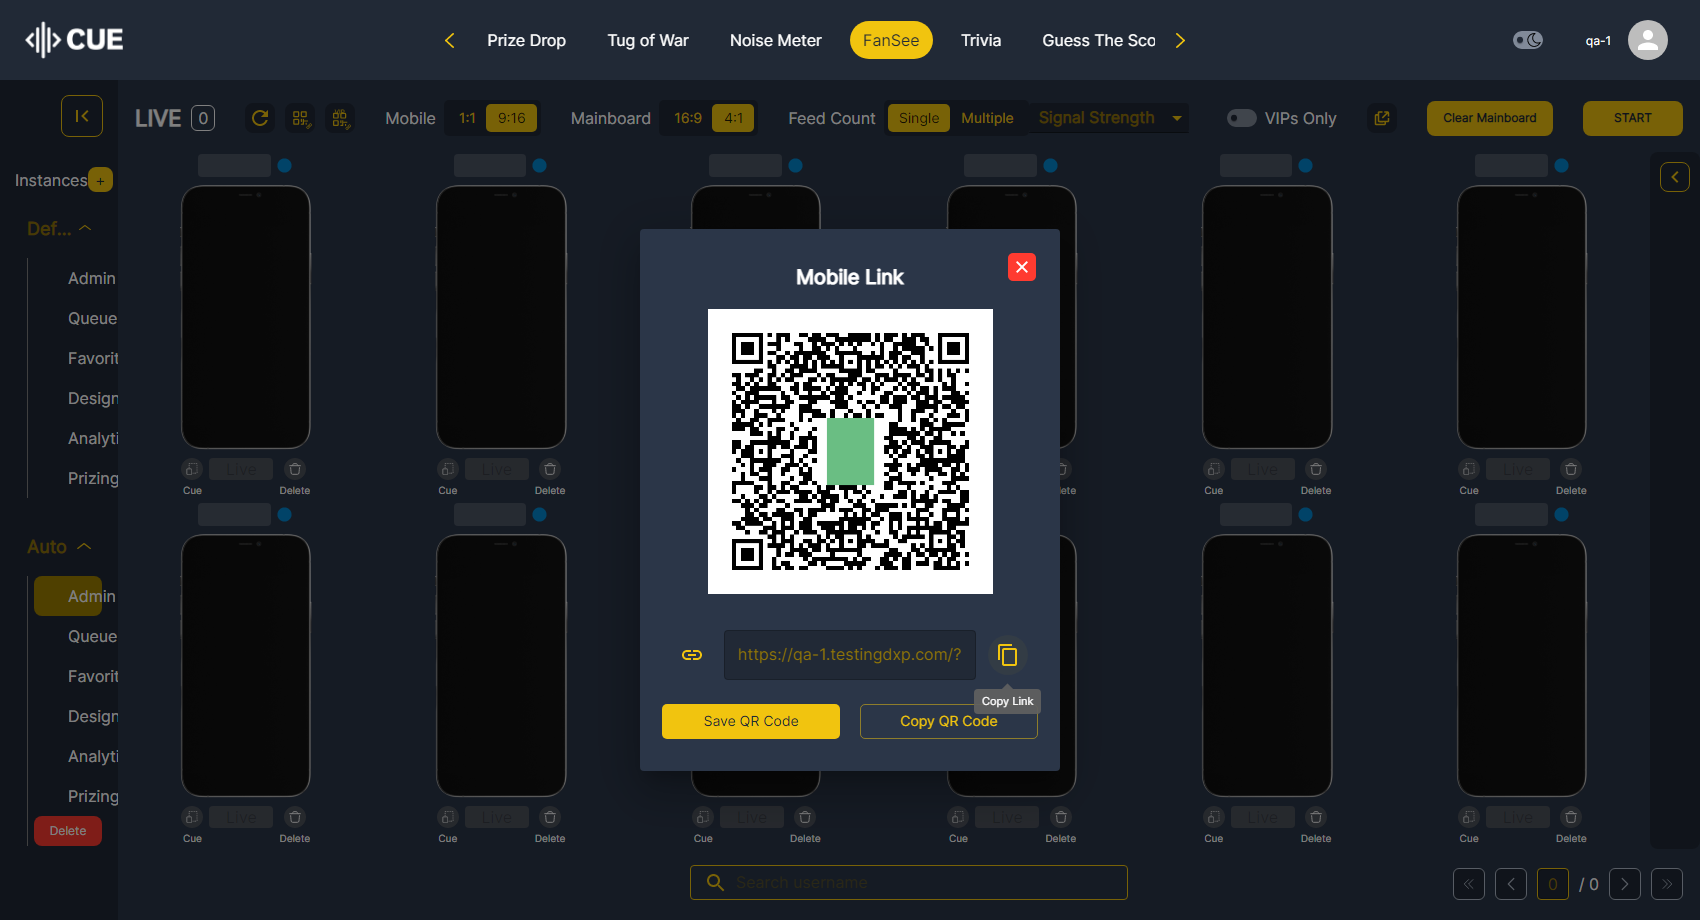 CUE
Prize Drop
Tug of War
Noise Meter
FanSee
Trivia
Guess The Sco
qa-1
LIVE 0
Mobile 1:1 9:16
Mainboard 16:9 4:1
Feed Count Single Multiple
Signal Strength
VIPs Only
Clear Mainboard
START
Instances +
Def...
Admin
Queue
Favorit
Design
Analyti
Prizing
Auto
Admin
Queue
Favorit
Design
Analyti
Prizing
Delete
Live
Cue Delete
Live
Cue Delete
lete
Live
Cue Delete
Live
Cue Delete
Mobile Link
https://qa-1.testingdxp.com/?
Copy Link
Save QR Code
Copy QR Code
Live
Cue Delete
Live
Cue Delete
Live
Cue Delete
Live
Cue Delete
Live
Cue Delete
Live
Cue Delete
Search username
0 / 0